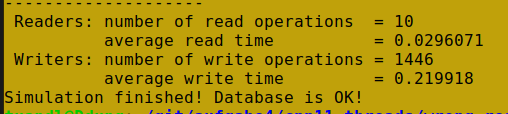 --------------------
Readers: number of read operations = 10
average read time = 0.0296071
Writers: number of write operations = 1446
average write time = 0.219918
Simulation finished! Database is OK!